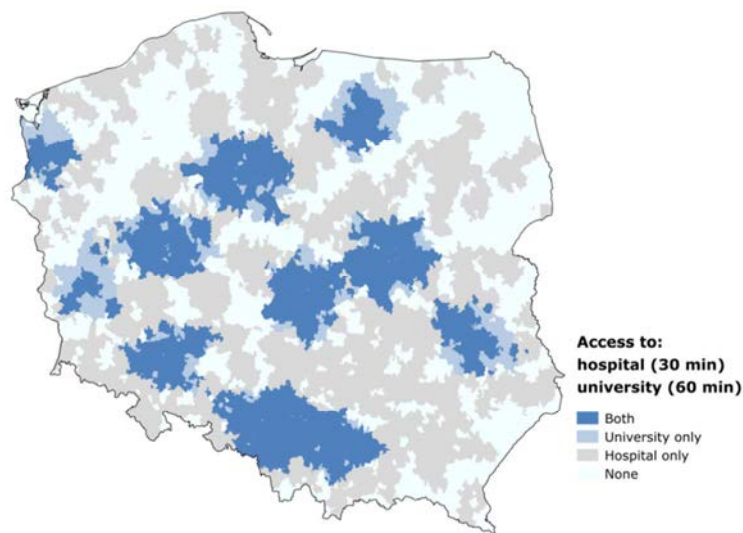 Access to:
hospital (30 min)
university (60 min)
Both
University only
Hospital only
None